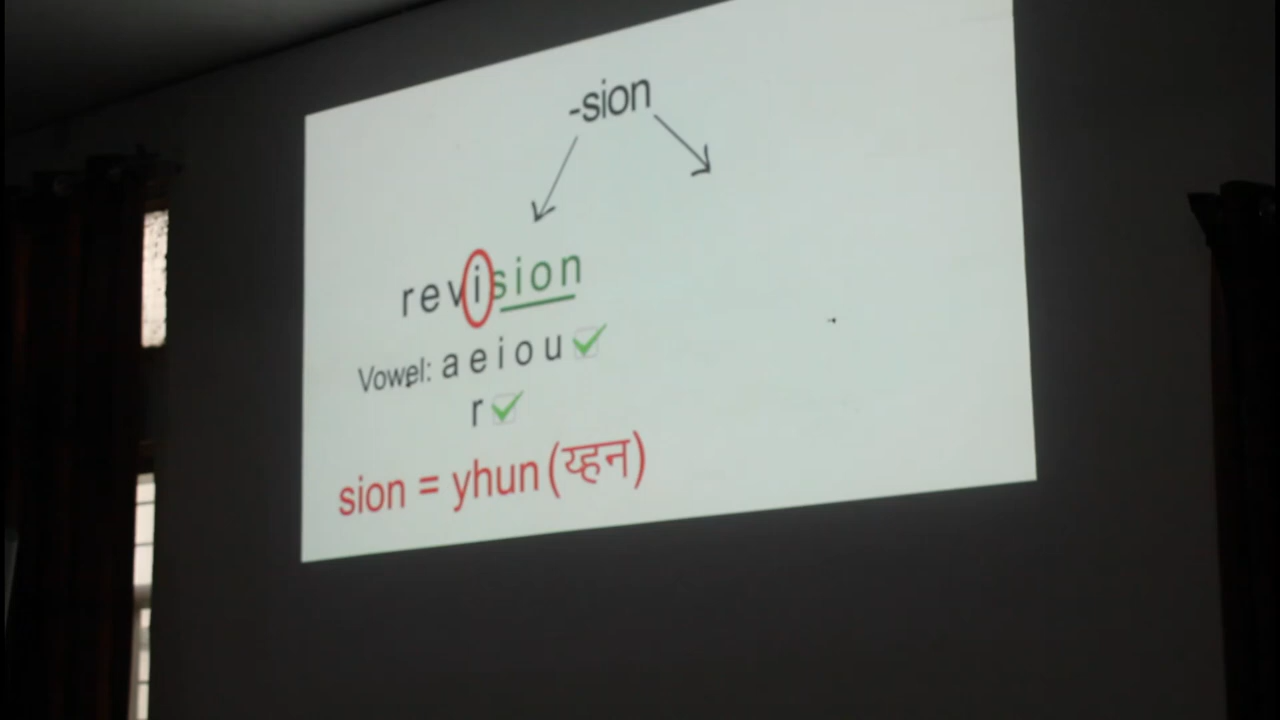 -sion
revision
Vowel: a e i o u
r
sion = yhun (य्हन)